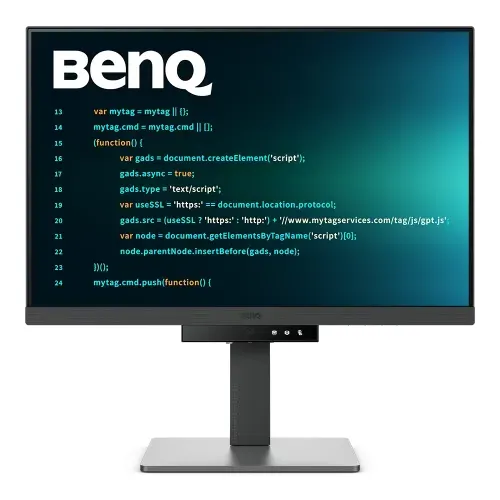 BenQ
13 var mytag = mytag || {};
14 mytag.cmd = mytag.cmd || [];
15 (function() {
16 var gads = document.createElement('script');
17 gads.async = true;
18 gads.type = 'text/script';
19 var useSSL = 'https:' == document.location.protocol;
20 gads.src = (useSSL ? 'https:' : 'http:') + '//www.mytagservices.com/tag/js/gpt.js';
21 var node = document.getElementsByTagName('script')[0];
22 node.parentNode.insertBefore(gads, node);
23 })();
24 mytag.cmd.push(function() {
BenQ